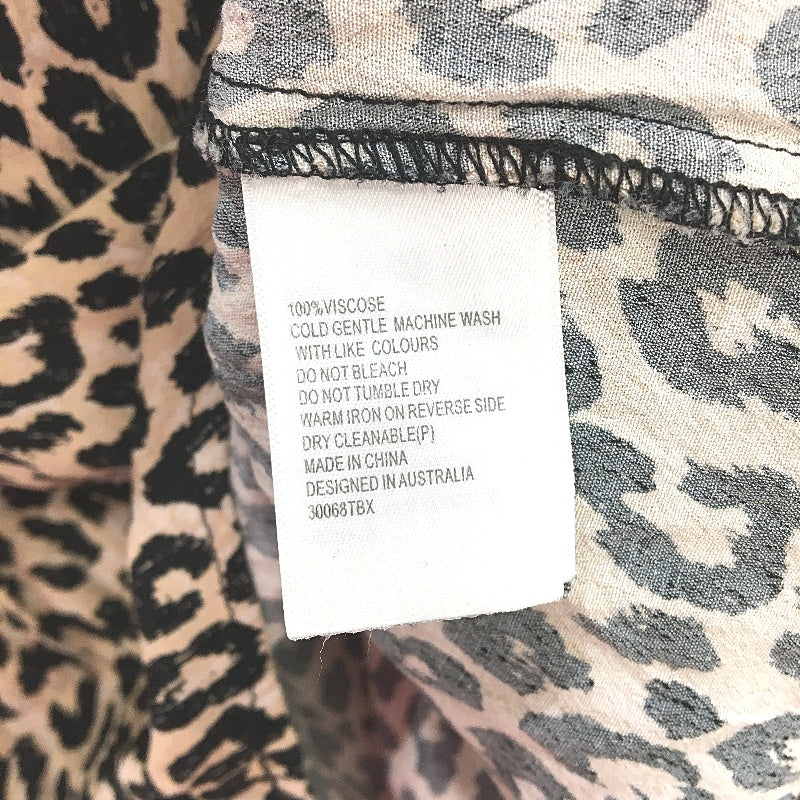 100%VISCOSE
COLD GENTLE MACHINE WASH
WITH LIKE COLOURS
DO NOT BLEACH
DO NOT TUMBLE DRY
WARM IRON ON REVERSE SIDE
DRY CLEANABLE(P)
MADE IN CHINA
DESIGNED IN AUSTRALIA
30068TBX